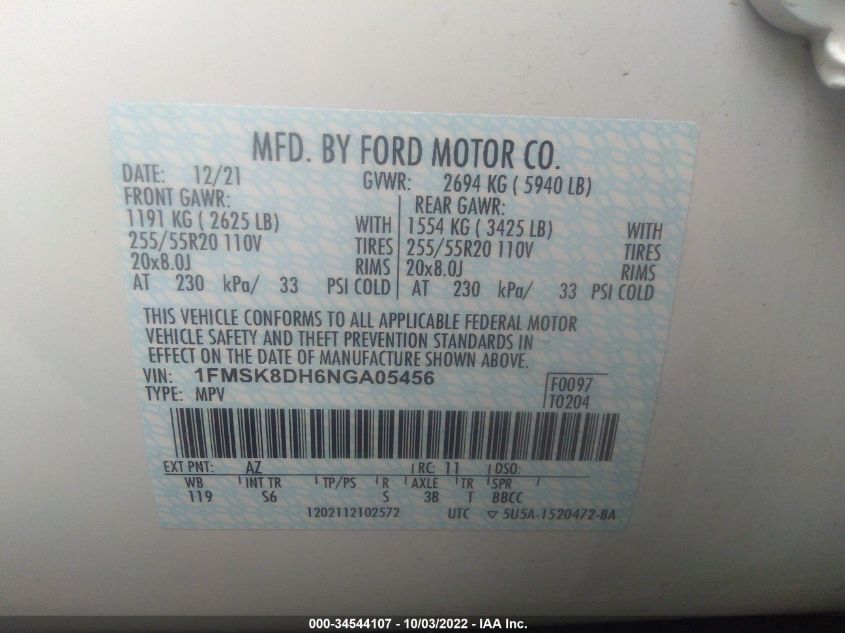 MFD. BY FORD MOTOR CO.
DATE: 12/21 GVWR: 2694 KG ( 5940 LB)
FRONT GAWR: REAR GAWR:
1191 KG ( 2625 LB) WITH 1554 KG ( 3425 LB) WITH
255/55R20 110V TIRES 255/55R20 110V TIRES
20x8.0J RIMS 20x8.0J RIMS
AT 230 kPa/ 33 PSI COLD AT 230 kPa/ 33 PSI COLD
THIS VEHICLE CONFORMS TO ALL APPLICABLE FEDERAL MOTOR
VEHICLE SAFETY AND THEFT PREVENTION STANDARDS IN
EFFECT ON THE DATE OF MANUFACTURE SHOWN ABOVE.
VIN: 1FMSK8DH6NGA05456 F0097
TYPE: MPV T0204
EXT PNT: AZ RC: 11 DSO:
WB INT TR TP/PS R AXLE TR SPR
119 S6 S 3B T BBCC
1202112102572 UTC ▽ 5U5A-1520472-BA
000-34544107 - 10/03/2022 - IAA Inc.